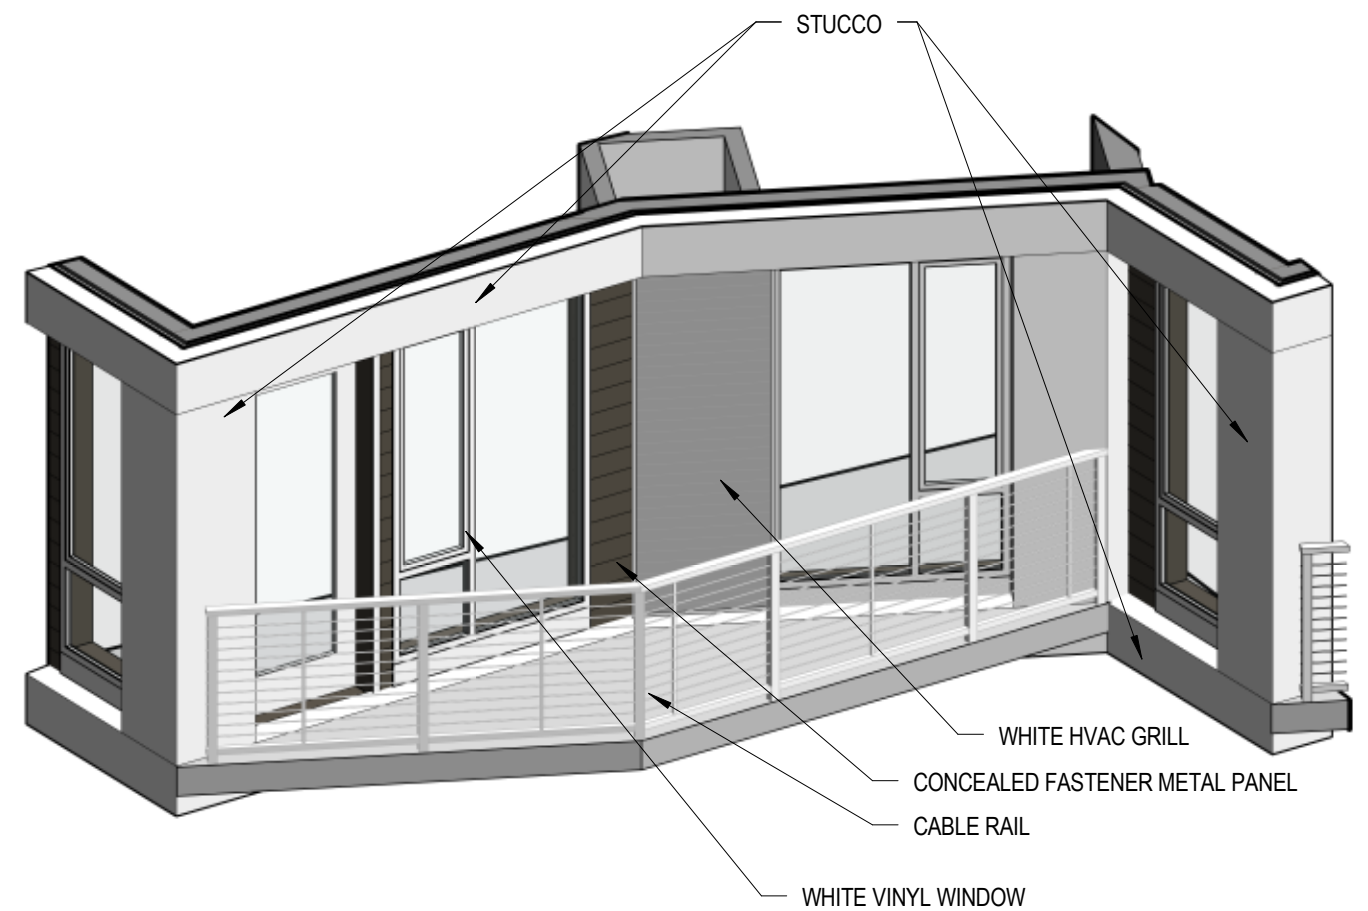 STUCCO
WHITE HVAC GRILL
CONCEALED FASTENER METAL PANEL
CABLE RAIL
WHITE VINYL WINDOW